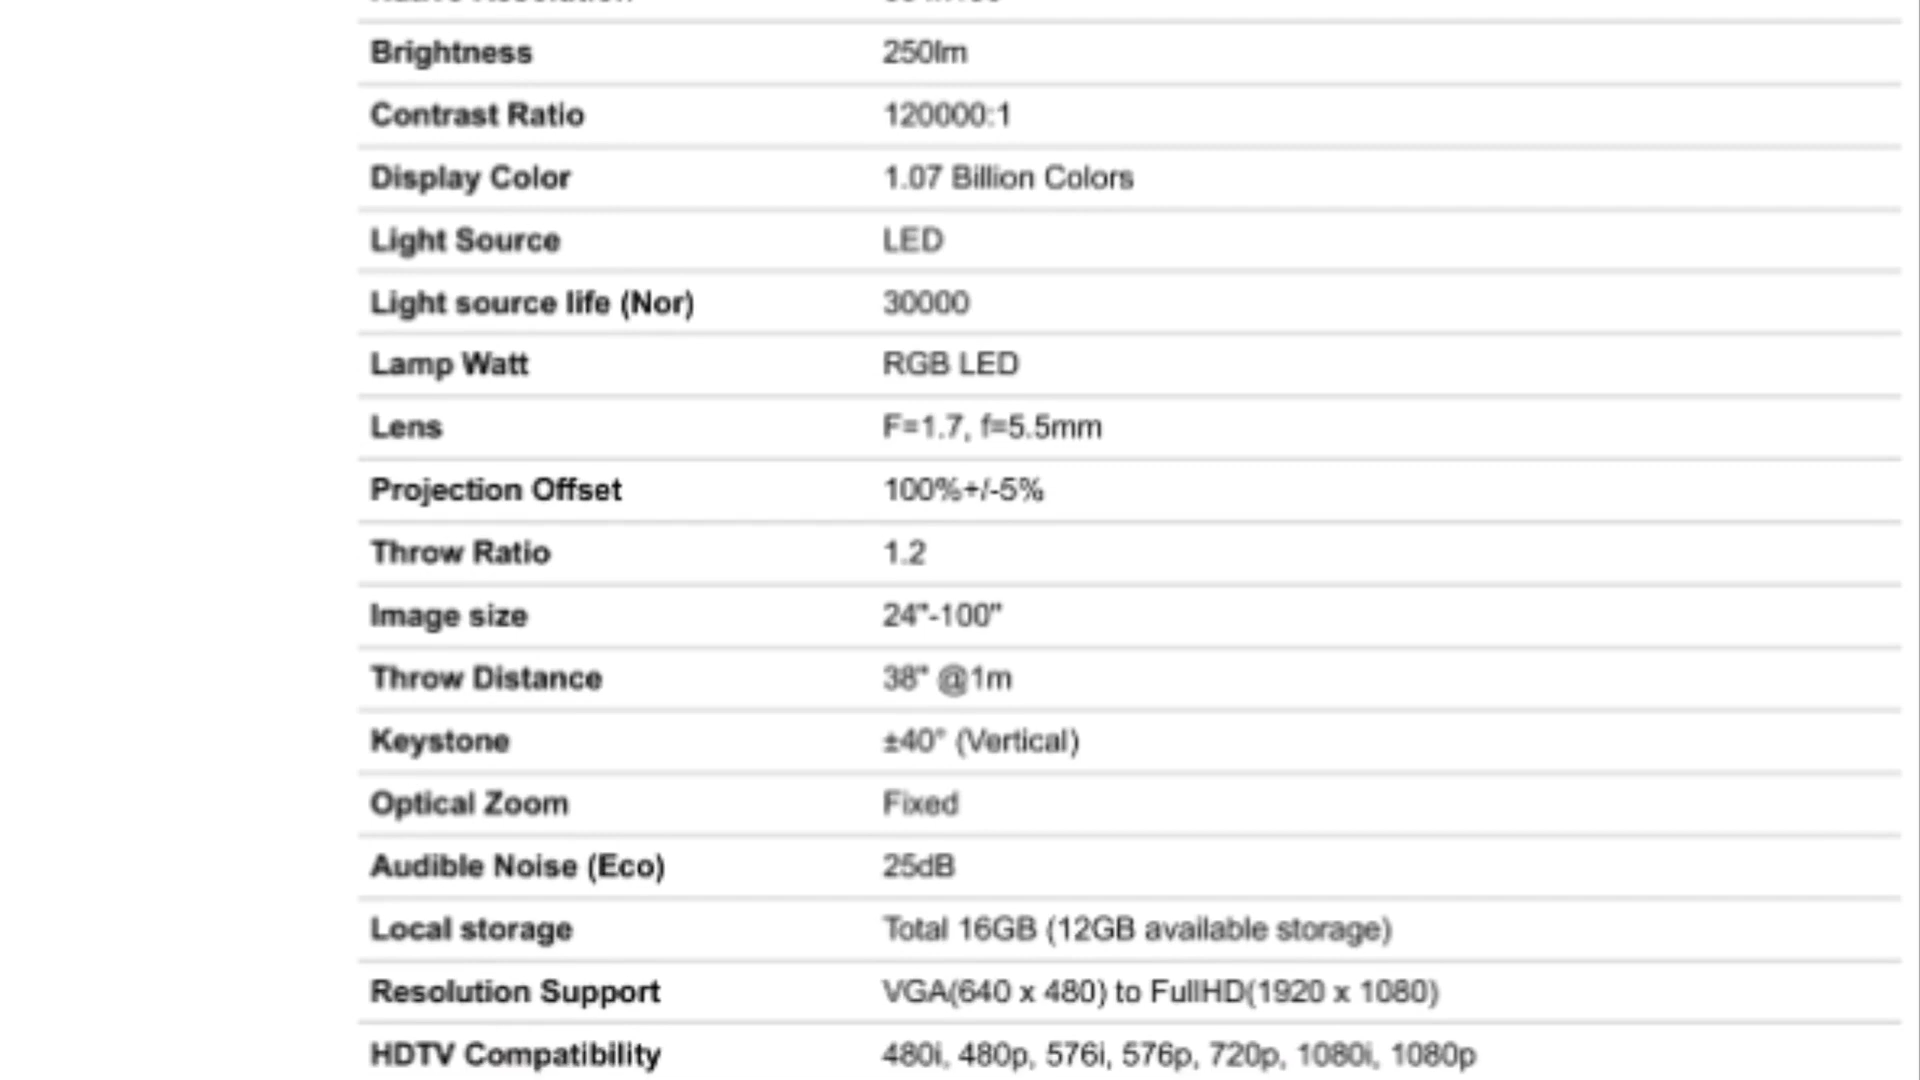 Brightness 250lm
Contrast Ratio 120000:1
Display Color 1.07 Billion Colors
Light Source LED
Light source life (Nor) 30000
Lamp Watt RGB LED
Lens F=1.7, f=5.5mm
Projection Offset 100%+/-5%
Throw Ratio 1.2
Image size 24"-100"
Throw Distance 38" @1m
Keystone ±40° (Vertical)
Optical Zoom Fixed
Audible Noise (Eco) 25dB
Local storage Total 16GB (12GB available storage)
Resolution Support VGA(640 x 480) to FullHD(1920 x 1080)
HDTV Compatibility 480i, 480p, 576i, 576p, 720p, 1080i, 1080p